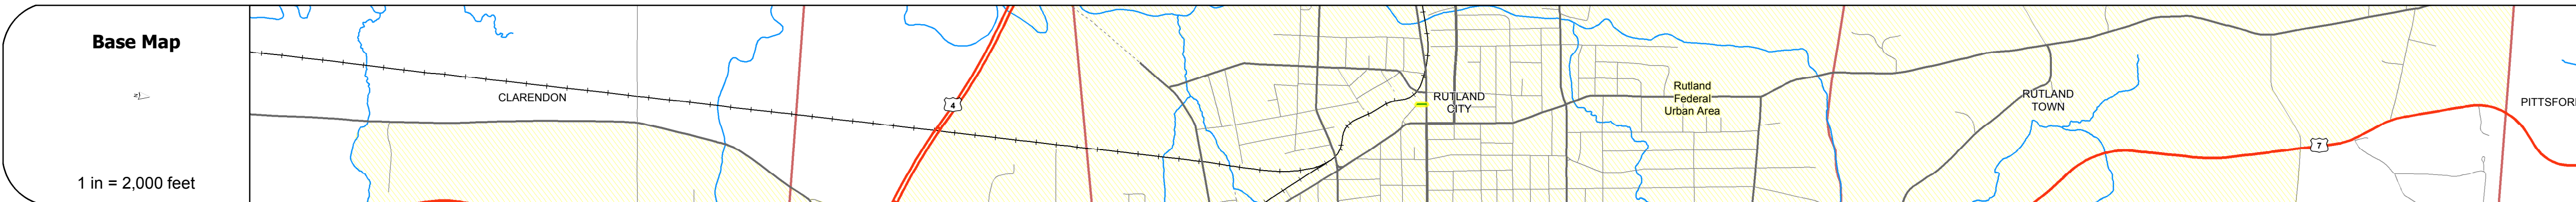 Base Map
N
1 in = 2,000 feet
CLARENDON
4
RUTLAND
CITY
Rutland
Federal
Urban Area
RUTLAND
TOWN
7
PITTSFOR